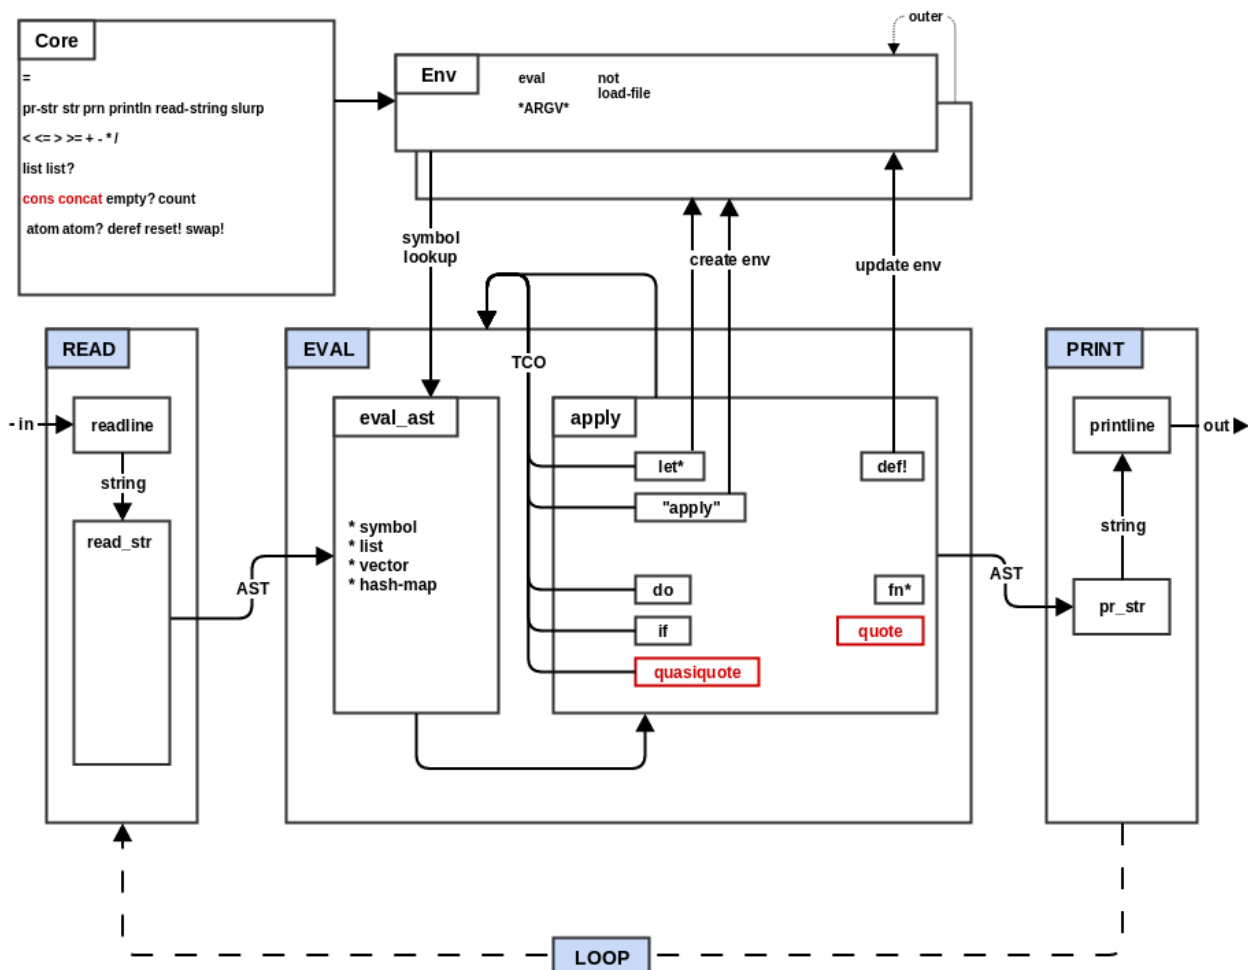 outer
Core
=
pr-str str prn println read-string slurp
< <= > >= + - * /
list list?
cons concat empty? count
atom atom? deref reset! swap!
Env
eval not
load-file
*ARGV*
symbol
lookup
create env
update env
READ
- in
readline
string
read_str
AST
EVAL
TCO
eval_ast
* symbol
* list
* vector
* hash-map
apply
let*
def!
"apply"
do
fn*
if
quote
quasiquote
AST
PRINT
printline
out
string
pr_str
LOOP